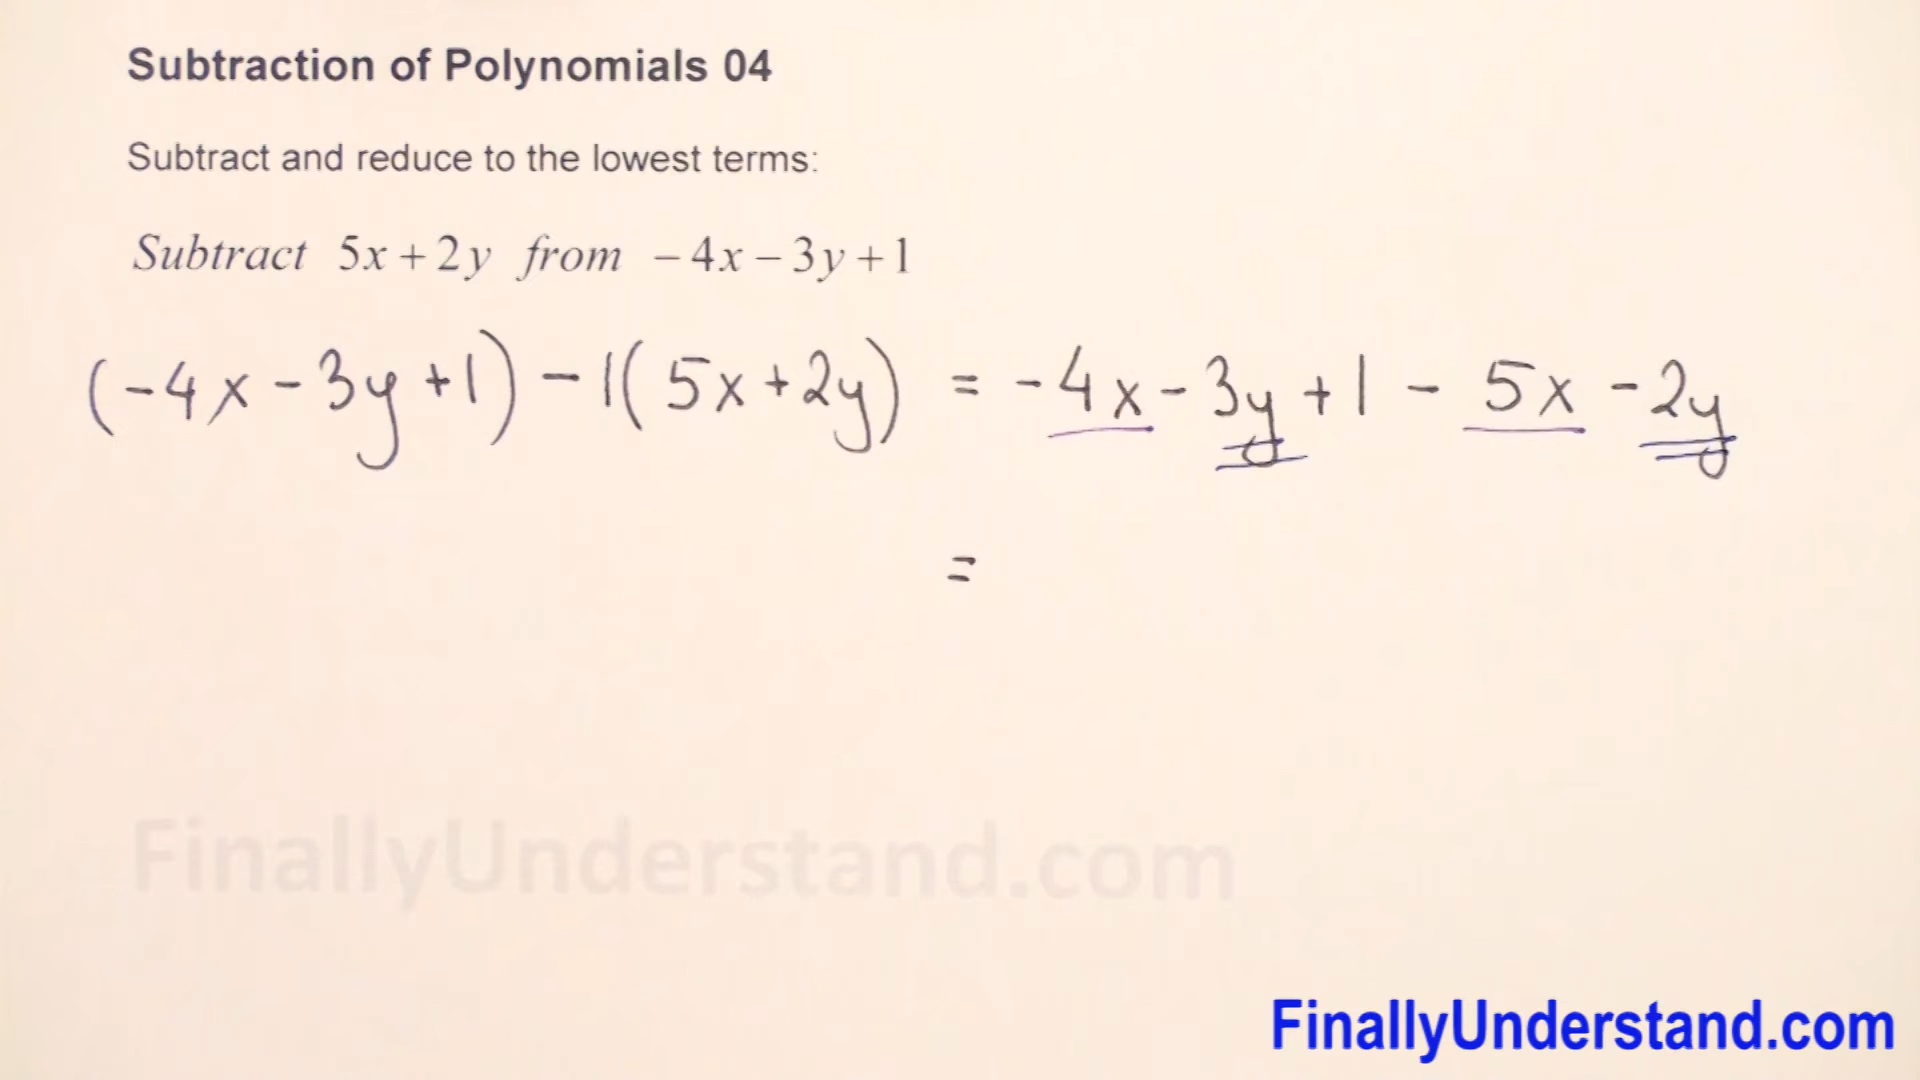 Subtraction of Polynomials 04
Subtract and reduce to the lowest terms:
Subtract 5x+2y from −4x−3y+1
(-4x-3y+1)-1(5x+2y) = -4x-3y+1-5x-2y
=
FinallyUnderstand.com
FinallyUnderstand.com